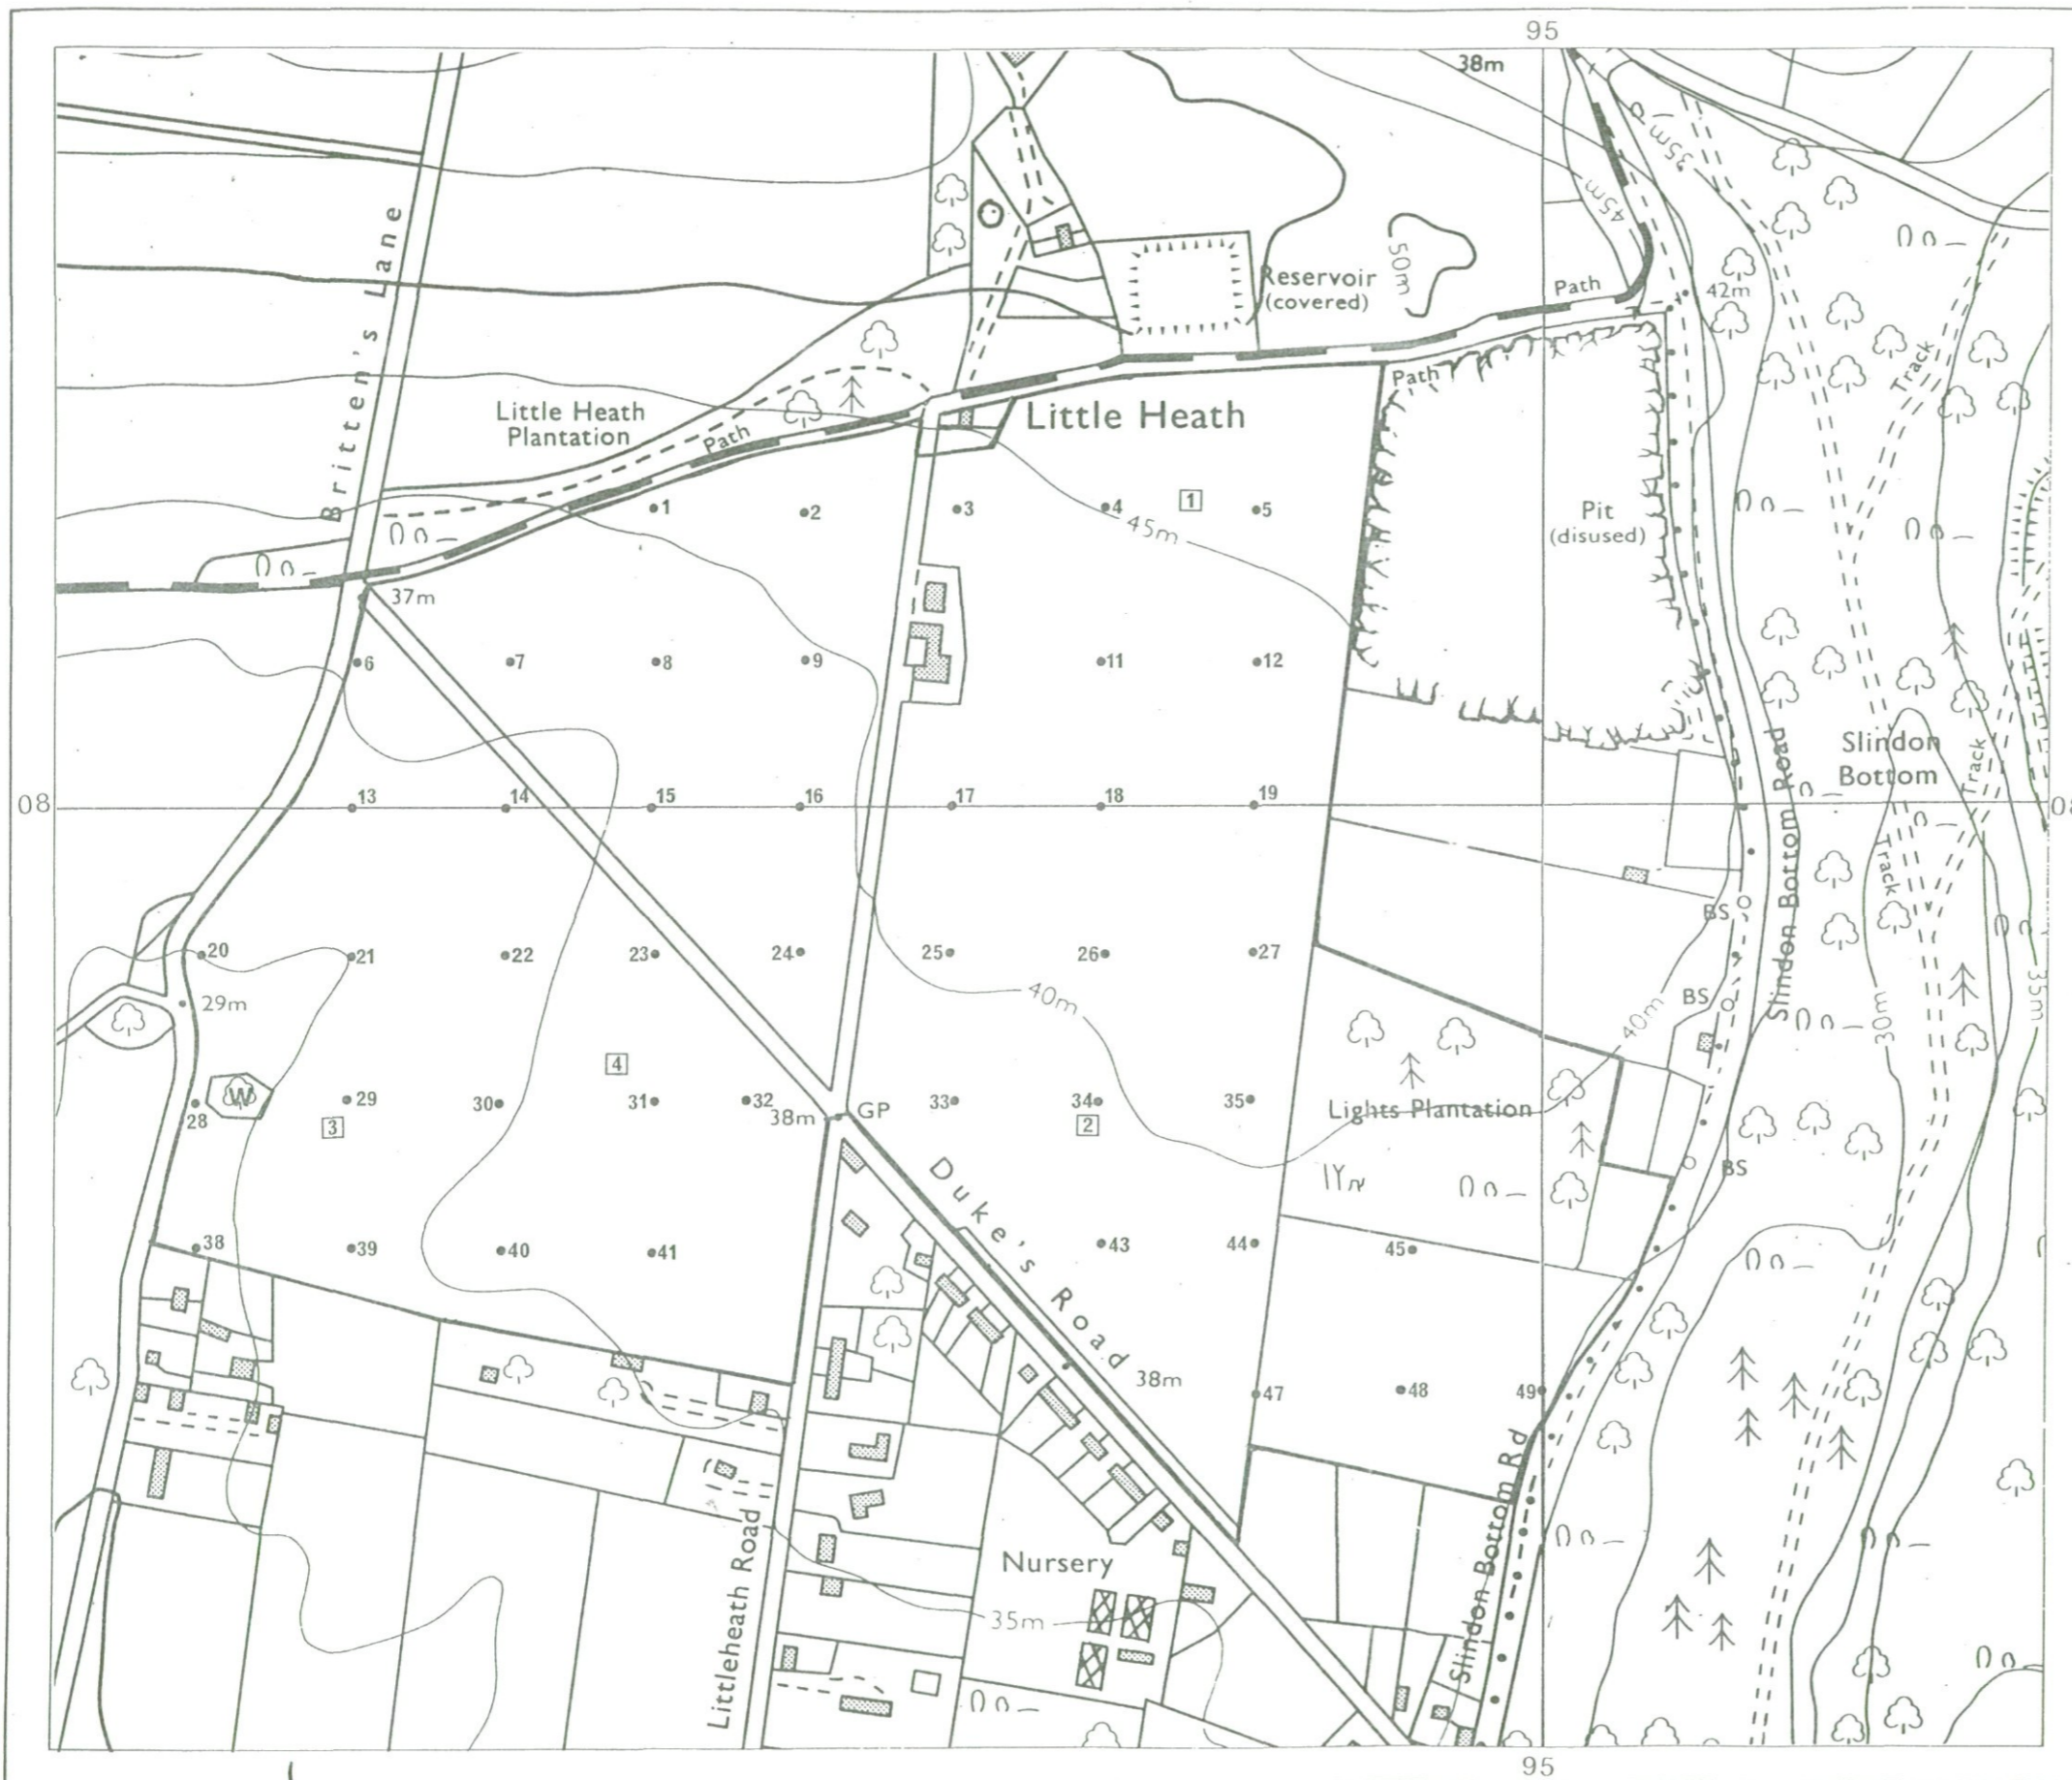 95
38m
35m
45m
Britten's Lane
50m
Reservoir
(covered)
Path
42m
Path
Track
Little Heath
Plantation
Path
Little Heath
1
2
3
4
1
5
45m
Pit
(disused)
37m
6
7
8
9
11
12
Slindon
Bottom
Track
08
13
14
15
16
17
18
19
08
Slindon Bottom Road
Track
BS
20
21
22
23
24
25
26
27
29m
40m
BS
40m
30m
35m
4
W
28
29
3
30
31
32
38m
GP
33
34
2
35
Lights Plantation
BS
Duke's Road
38
39
40
41
43
44
45
38m
47
48
49
Littleheath Road
Nursery
35m
Slindon Bottom Rd
95